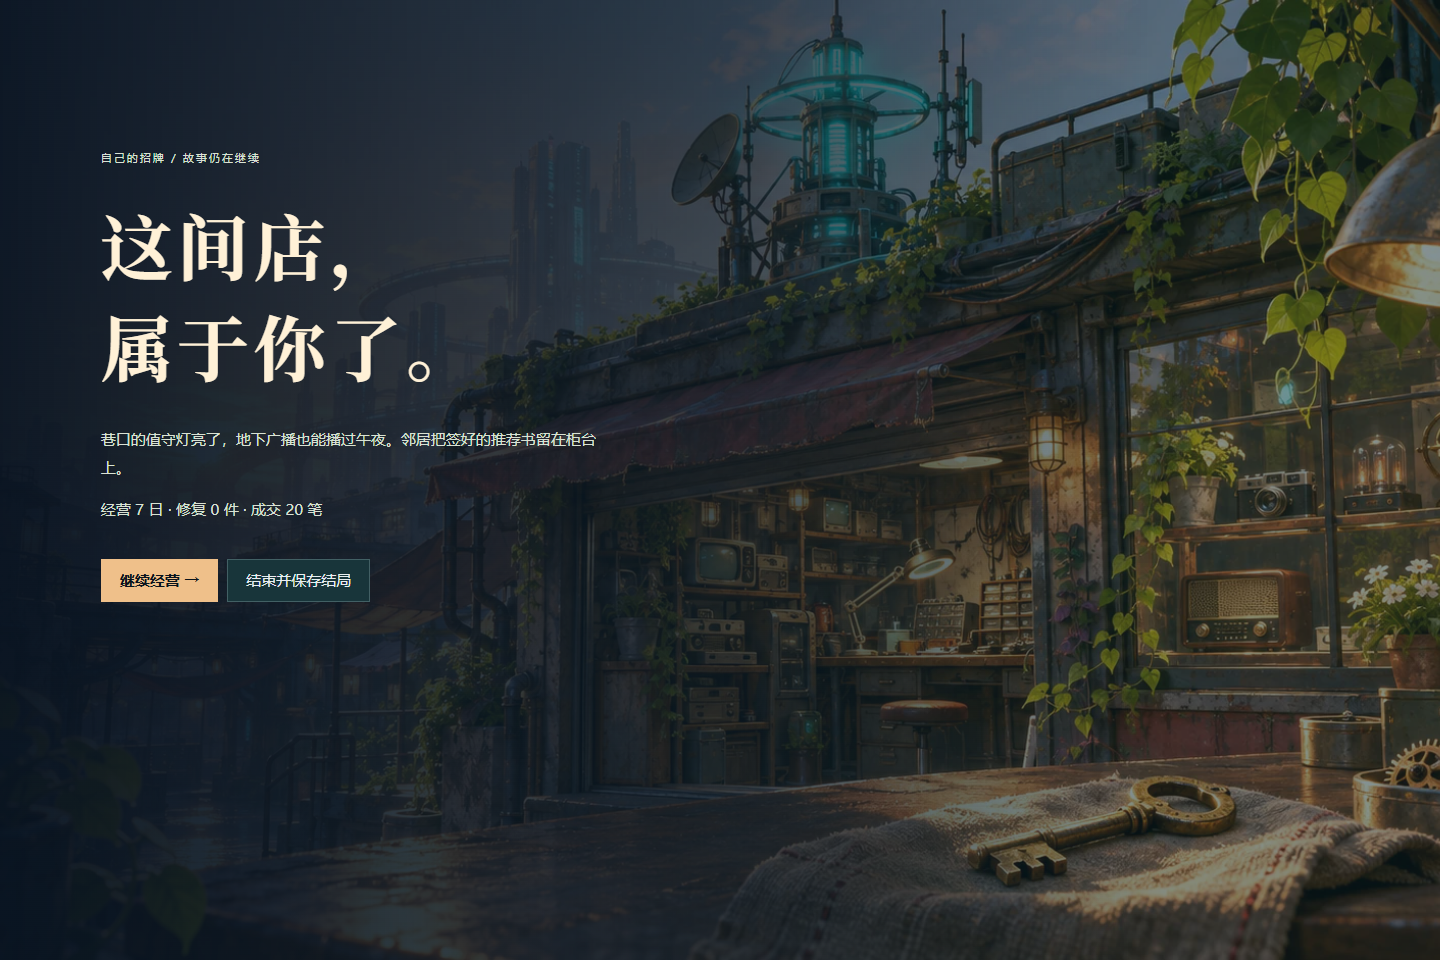 自己的招牌 / 故事仍在继续
这间店，
属于你了。
巷口的值守灯亮了，地下广播也能播过午夜。邻居把签好的推荐书留在柜台
上。
经营 7 日 · 修复 0 件 · 成交 20 笔
继续经营 →
结束并保存结局